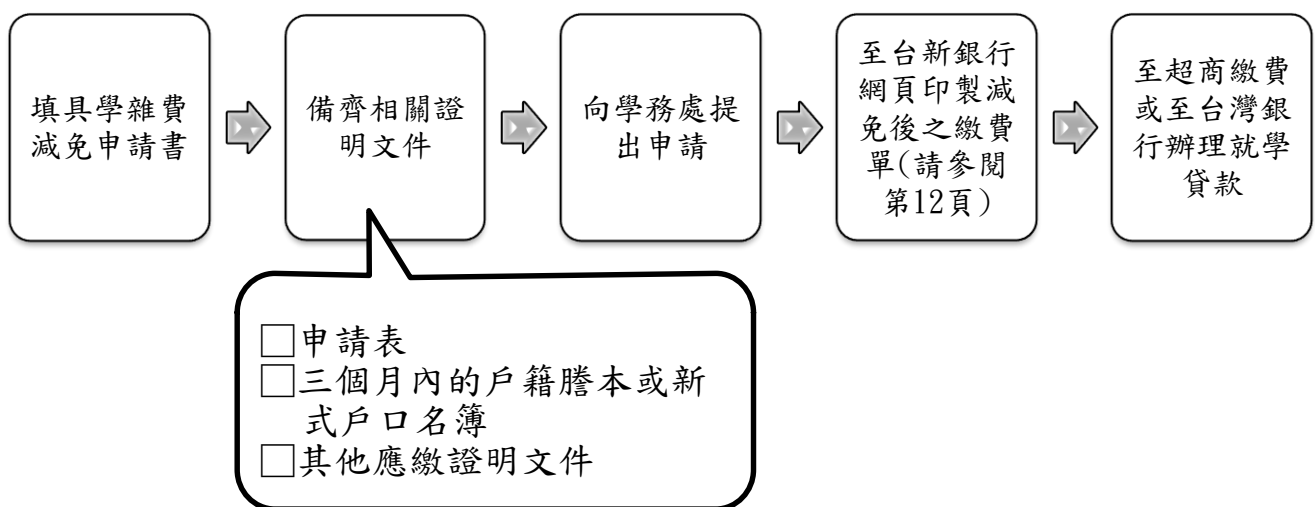 填具學雜費
減免申請書
備齊相關證
明文件
向學務處提
出申請
至台新銀行
網頁印製減
免後之繳費
單(請參閱
第12頁)
至超商繳費
或至台灣銀
行辦理就學
貸款
□申請表
□三個月內的戶籍謄本或新
式戶口名簿
□其他應繳證明文件